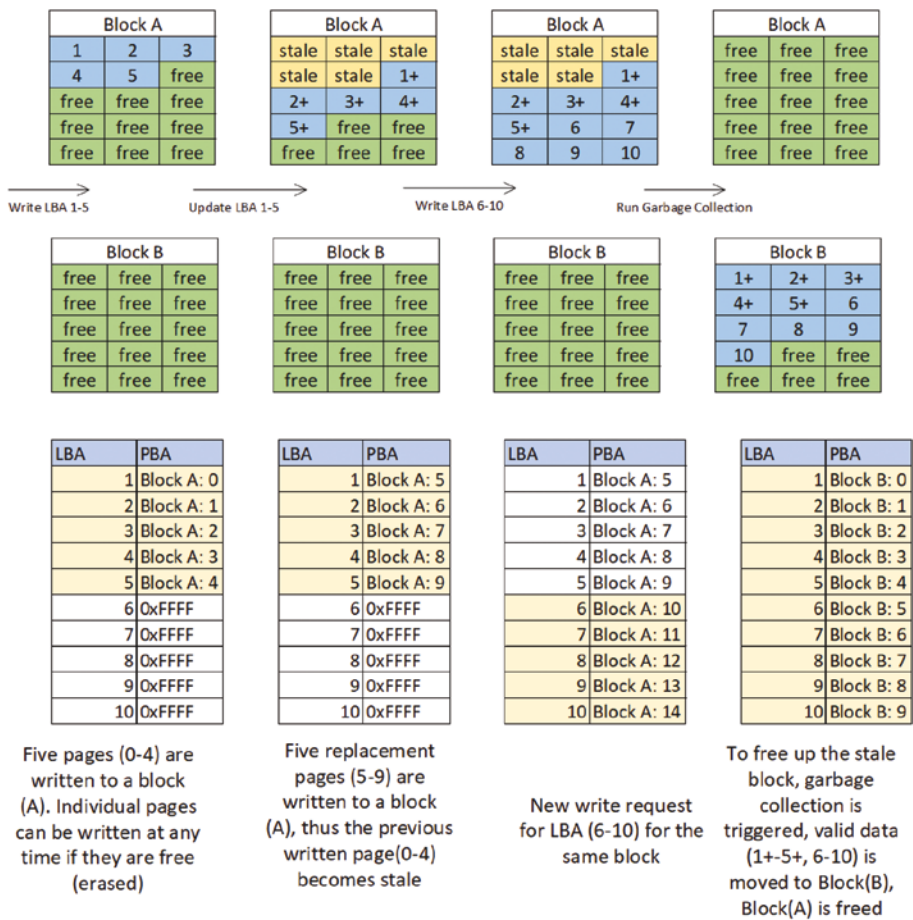 Block A Block A Block A Block A
1 2 3 stale stale stale stale stale stale free free free
4 5 free stale stale 1+ stale stale 1+ free free free
free free free 2+ 3+ 4+ 2+ 3+ 4+ free free free
free free free 5+ free free 5+ 6 7 free free free
free free free free free free 8 9 10 free free free
Write LBA 1-5 Update LBA 1-5 Write LBA 6-10 Run Garbage Collection
Block B Block B Block B Block B
free free free free free free free free free 1+ 2+ 3+
free free free free free free free free free 4+ 5+ 6
free free free free free free free free free 7 8 9
free free free free free free free free free 10 free free
free free free free free free free free free free free free
LBA PBA LBA PBA LBA PBA LBA PBA
1 Block A: 0 1 Block A: 5 1 Block A: 5 1 Block B: 0
2 Block A: 1 2 Block A: 6 2 Block A: 6 2 Block B: 1
3 Block A: 2 3 Block A: 7 3 Block A: 7 3 Block B: 2
4 Block A: 3 4 Block A: 8 4 Block A: 8 4 Block B: 3
5 Block A: 4 5 Block A: 9 5 Block A: 9 5 Block B: 4
6 0xFFFF 6 0xFFFF 6 Block A: 10 6 Block B: 5
7 0xFFFF 7 0xFFFF 7 Block A: 11 7 Block B: 6
8 0xFFFF 8 0xFFFF 8 Block A: 12 8 Block B: 7
9 0xFFFF 9 0xFFFF 9 Block A: 13 9 Block B: 8
10 0xFFFF 10 0xFFFF 10 Block A: 14 10 Block B: 9
Five pages (0-4) are
written to a block
(A). Individual pages
can be written at any
time if they are free
(erased)
Five replacement
pages (5-9) are
written to a block
(A), thus the previous
written page(0-4)
becomes stale
New write request
for LBA (6-10) for the
same block
To free up the stale
block, garbage
collection is
triggered, valid data
(1+-5+, 6-10) is
moved to Block(B),
Block(A) is freed